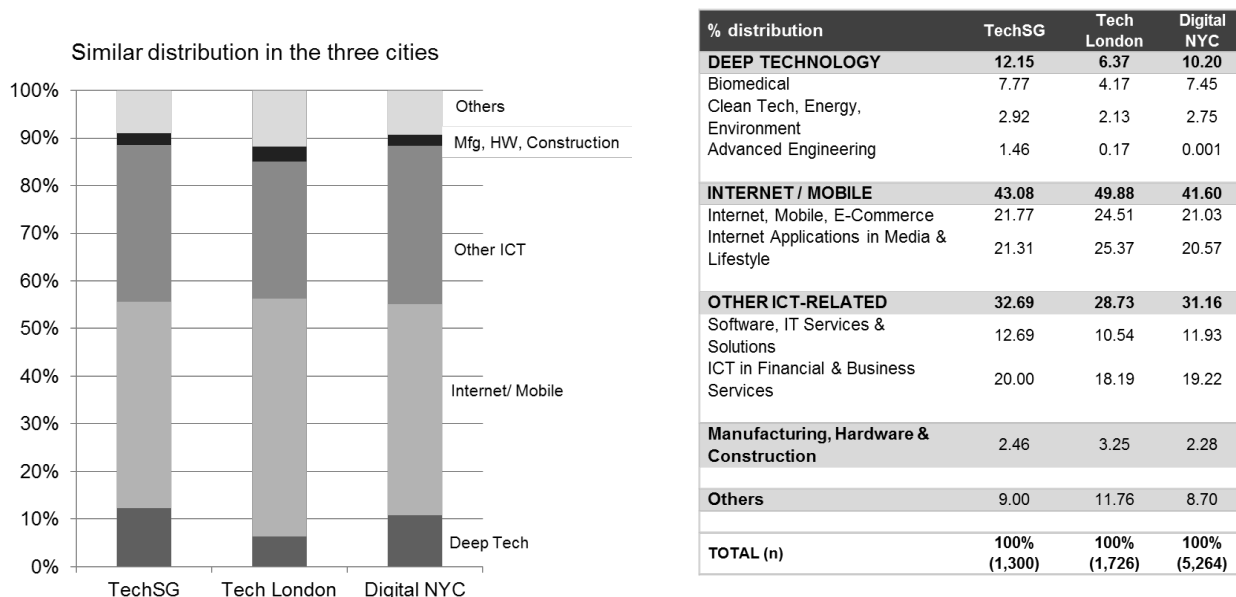 Similar distribution in the three cities
100%
90%
80%
70%
60%
50%
40%
30%
20%
10%
0%
Others
Mfg, HW, Construction
Other ICT
Internet/ Mobile
Deep Tech
TechSG Tech London Digital NYC
% distribution TechSG Tech London Digital NYC
DEEP TECHNOLOGY 12.15 6.37 10.20
Biomedical 7.77 4.17 7.45
Clean Tech, Energy,
Environment 2.92 2.13 2.75
Advanced Engineering 1.46 0.17 0.001
INTERNET / MOBILE 43.08 49.88 41.60
Internet, Mobile, E-Commerce 21.77 24.51 21.03
Internet Applications in Media &
Lifestyle 21.31 25.37 20.57
OTHER ICT-RELATED 32.69 28.73 31.16
Software, IT Services &
Solutions 12.69 10.54 11.93
ICT in Financial & Business
Services 20.00 18.19 19.22
Manufacturing, Hardware &
Construction 2.46 3.25 2.28
Others 9.00 11.76 8.70
TOTAL (n) 100% 100% 100%
(1,300) (1,726) (5,264)